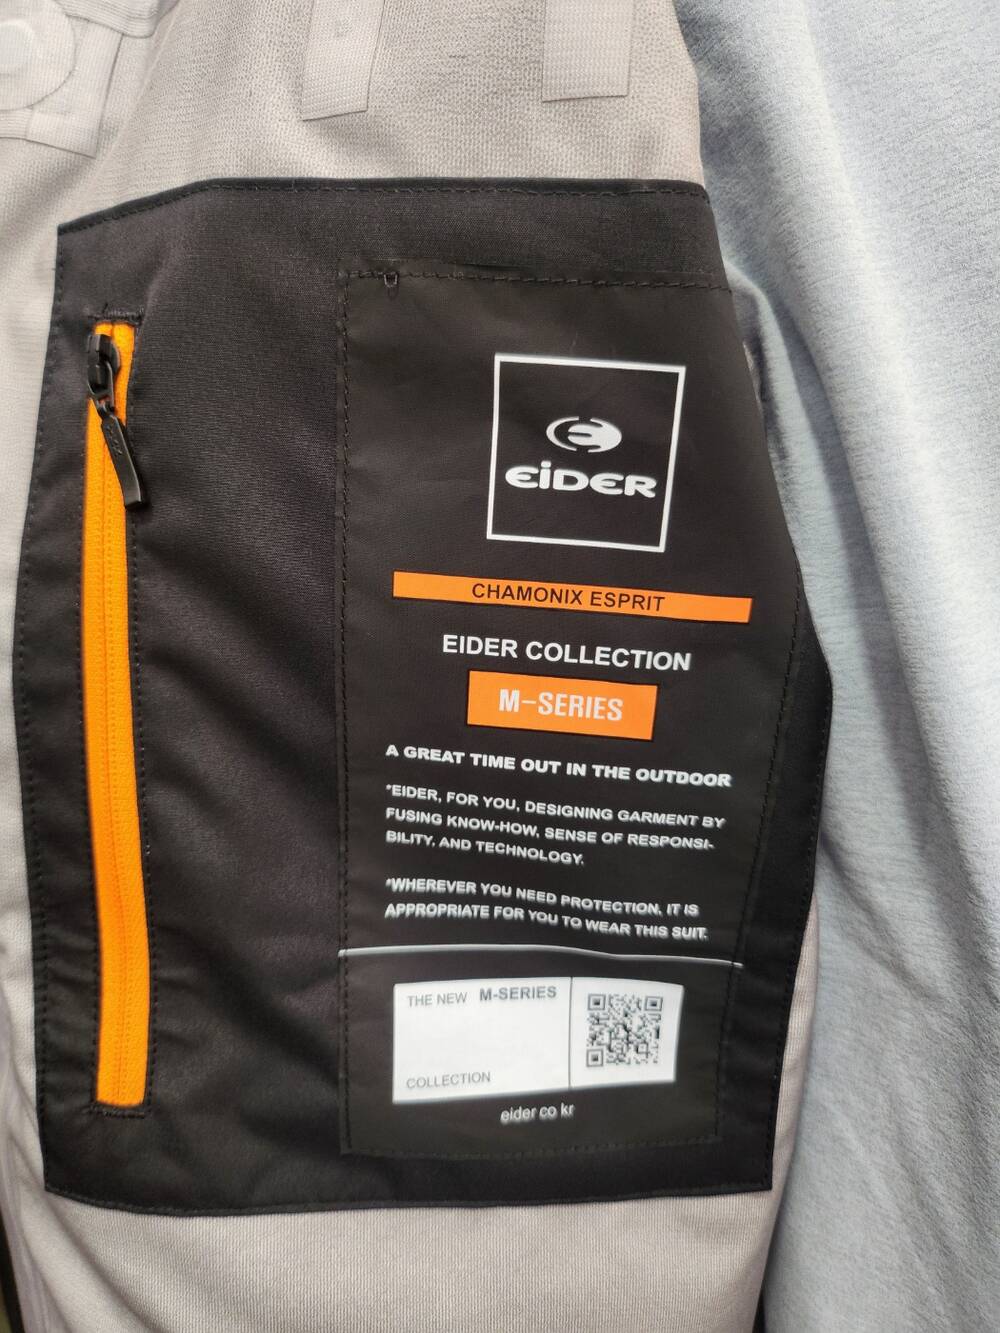 EiDER
CHAMONIX ESPRIT
EIDER COLLECTION
M-SERIES
A GREAT TIME OUT IN THE OUTDOOR
*EIDER, FOR YOU, DESIGNING GARMENT BY
FUSING KNOW-HOW, SENSE OF RESPONSI-
BILITY, AND TECHNOLOGY.
*WHEREVER YOU NEED PROTECTION, IT IS
APPROPRIATE FOR YOU TO WEAR THIS SUIT.
THE NEW M-SERIES
COLLECTION
eider co kr